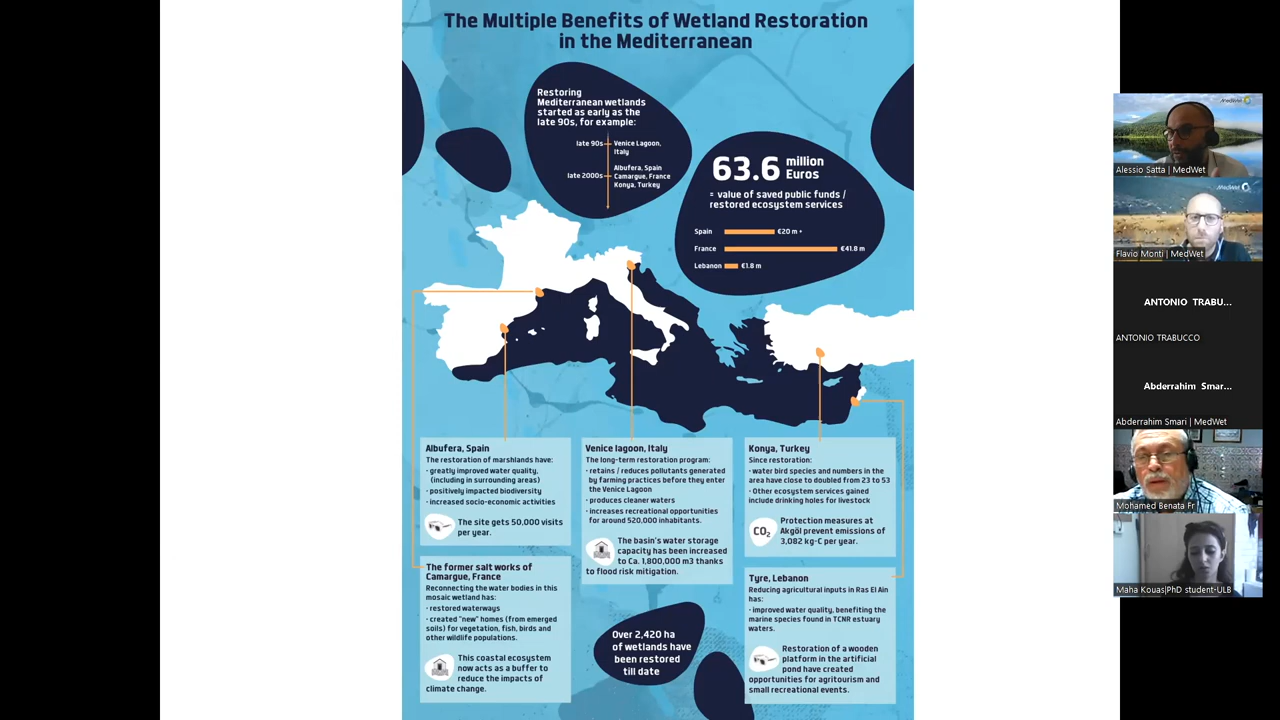 The Multiple Benefits of Wetland Restoration
in the Mediterranean
Restoring
Mediterranean wetlands
started as early as the
late 90s, for example:
late 90s
Venice Lagoon,
Italy
late 2000s
Albufera, Spain
Camargue, France
Konya, Turkey
63.6 million
Euros
= value of saved public funds /
restored ecosystem services
Spain €20 m +
France €41.8 m
Lebanon €1.8 m
Albufera, Spain
The restoration of marshlands have:
· greatly improved water quality,
(including in surrounding areas)
· positively impacted biodiversity
· increased socio-economic activities
The site gets 50,000 visits
per year.
The former salt works of
Camargue, France
Reconnecting the water bodies in this
mosaic wetland has:
· restored waterways
· created "new" homes (from emerged
soils) for vegetation, fish, birds and
other wildlife populations.
This coastal ecosystem
now acts as a buffer to
reduce the impacts of
climate change.
Venice lagoon, Italy
The long-term restoration program:
· retains / reduces pollutants generated
by farming practices before they enter
the Venice Lagoon
· produces cleaner waters
· increases recreational opportunities
for around 520,000 inhabitants.
The basin's water storage
capacity has been increased
to Ca. 1,800,000 m3 thanks
to flood risk mitigation.
Over 2,420 ha
of wetlands have
been restored
till date
Konya, Turkey
Since restoration:
· water bird species and numbers in the
area have close to doubled from 23 to 53
· Other ecosystem services gained
include drinking holes for livestock
CO2
Protection measures at
Akgöl prevent emissions of
3,082 kg-C per year.
Tyre, Lebanon
Reducing agricultural inputs in Ras El Ain
has:
· improved water quality, benefiting the
marine species found in TCNR estuary
waters.
Restoration of a wooden
platform in the artificial
pond have created
opportunities for agritourism and
small recreational events.
MedWet
Alessio Satta | MedWet
MedWet
Flavio Monti | MedWet
ANTONIO TRABU...
ANTONIO TRABUCCO
Abderrahim Smar...
Abderrahim Smari | MedWet
Mohamed Benata Fr
Maha Kouas|PhD student-ULB